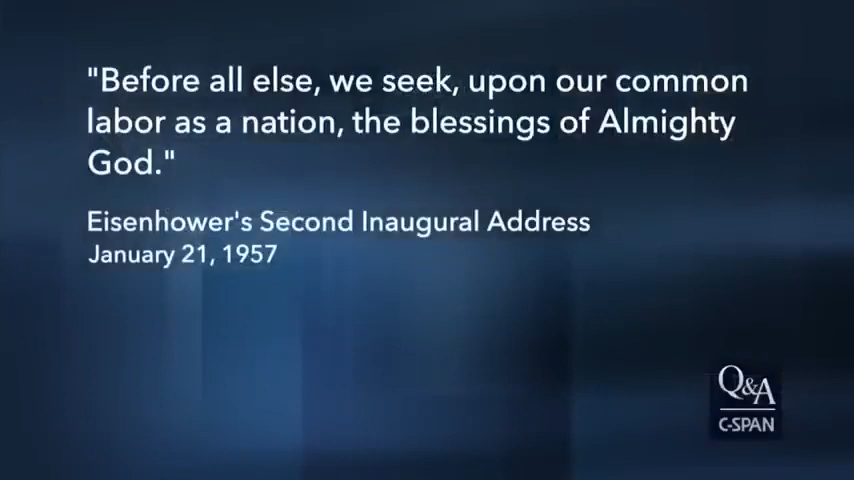 "Before all else, we seek, upon our common
labor as a nation, the blessings of Almighty
God."
Eisenhower's Second Inaugural Address
January 21, 1957
Q&A
C-SPAN